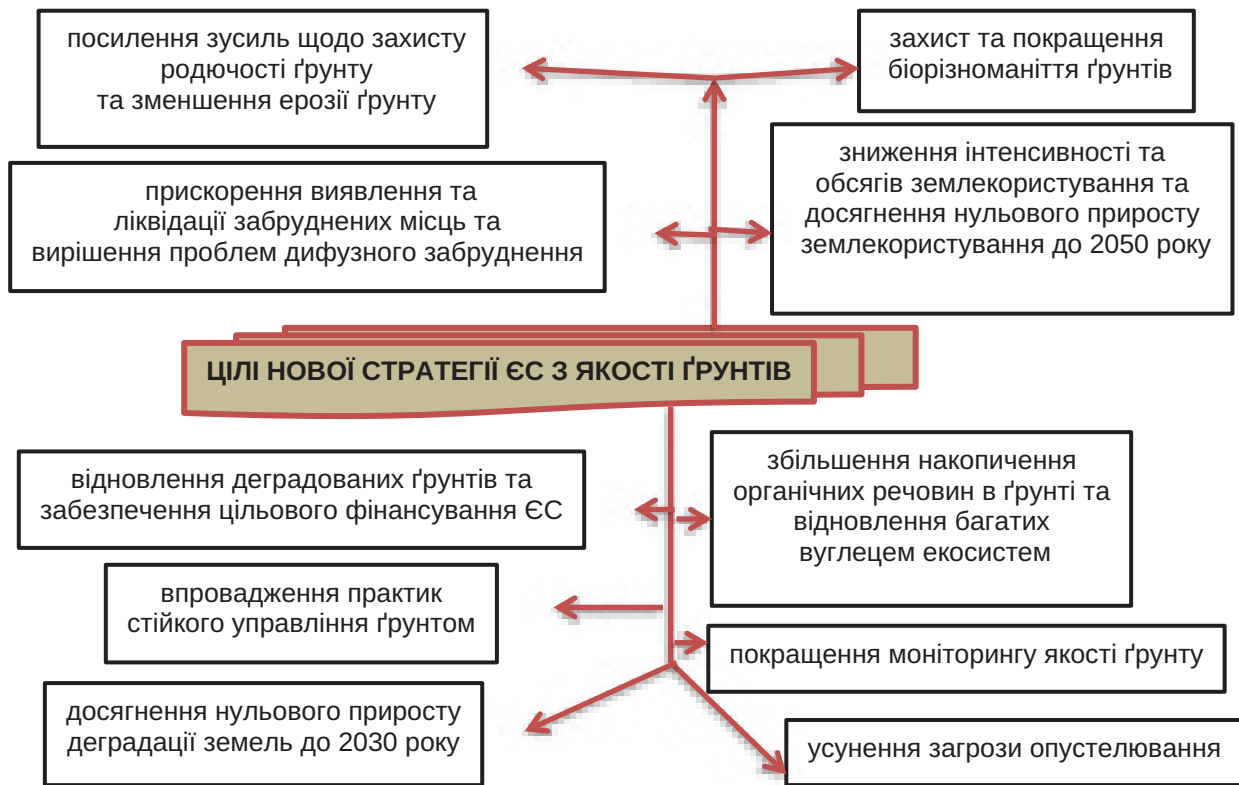 посилення зусиль щодо захисту
родючості ґрунту
та зменшення ерозії ґрунту
захист та покращення
біорізноманіття ґрунтів
прискорення виявлення та
ліквідації забруднених місць та
вирішення проблем дифузного забруднення
зниження інтенсивності та
обсягів землекористування та
досягнення нульового приросту
землекористування до 2050 року
ЦІЛІ НОВОЇ СТРАТЕГІЇ ЄС З ЯКОСТІ ҐРУНТІВ
відновлення деградованих ґрунтів та
забезпечення цільового фінансування ЄС
збільшення накопичення
органічних речовин в ґрунті та
відновлення багатих
вуглецем екосистем
впровадження практик
стійкого управління ґрунтом
покращення моніторингу якості ґрунту
досягнення нульового приросту
деградації земель до 2030 року
усунення загрози опустелювання